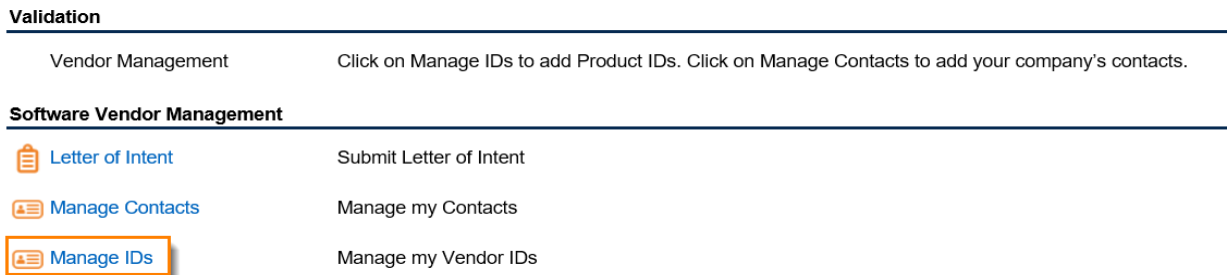 Validation
Vendor Management Click on Manage IDs to add Product IDs. Click on Manage Contacts to add your company's contacts.
Software Vendor Management
Letter of Intent Submit Letter of Intent
Manage Contacts Manage my Contacts
Manage IDs Manage my Vendor IDs